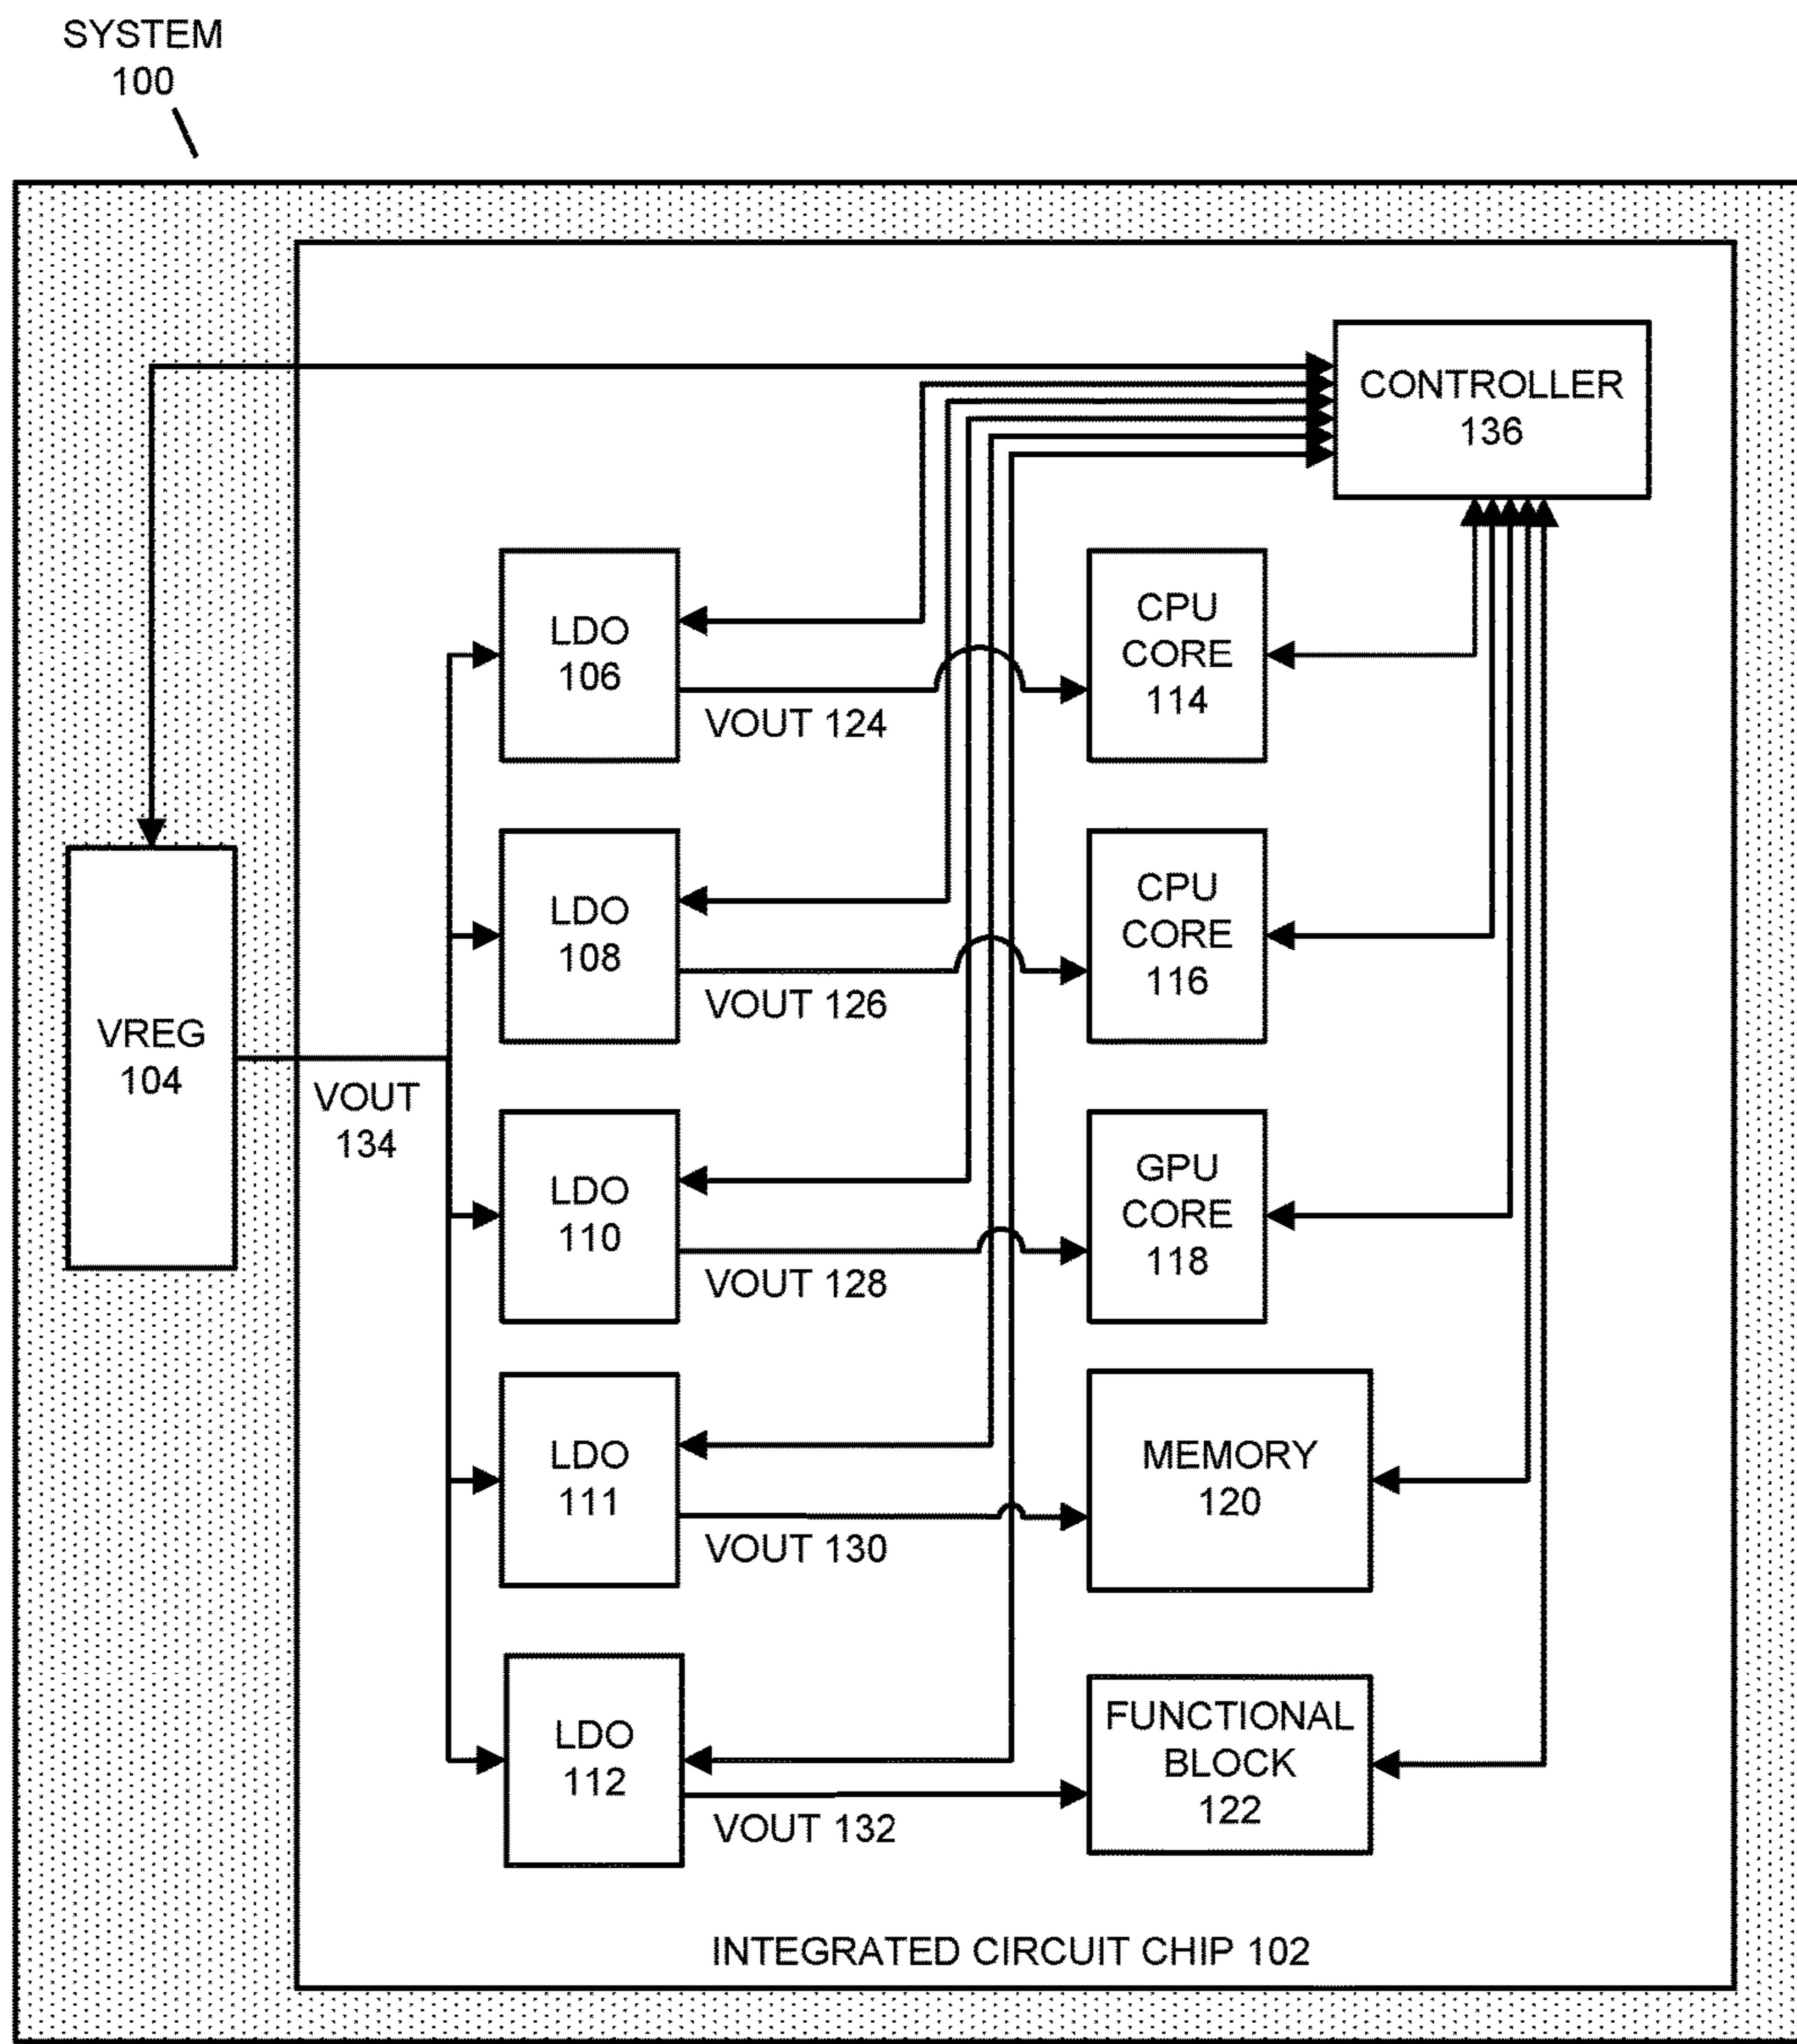 SYSTEM
100
CONTROLLER
136
LDO
106
CPU
CORE
114
VOUT 124
LDO
108
CPU
CORE
116
VOUT 126
VREG
104
VOUT
134
LDO
110
GPU
CORE
118
VOUT 128
LDO
111
MEMORY
120
VOUT 130
LDO
112
FUNCTIONAL
BLOCK
122
VOUT 132
INTEGRATED CIRCUIT CHIP 102